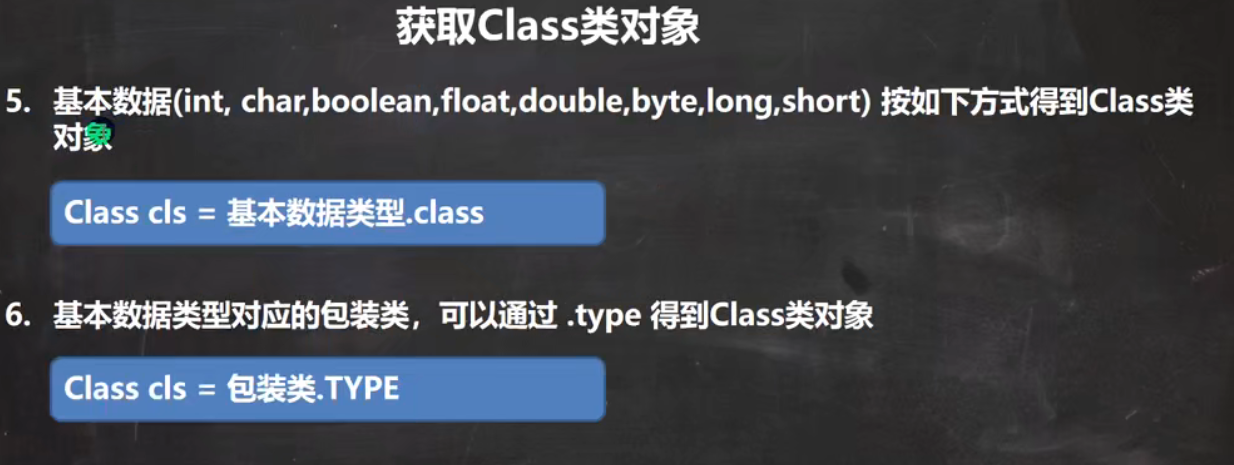 获取Class类对象
5. 基本数据(int, char,boolean,float,double,byte,long,short) 按如下方式得到Class类
对象
Class cls = 基本数据类型.class
6. 基本数据类型对应的包装类，可以通过 .type 得到Class类对象
Class cls = 包装类.TYPE